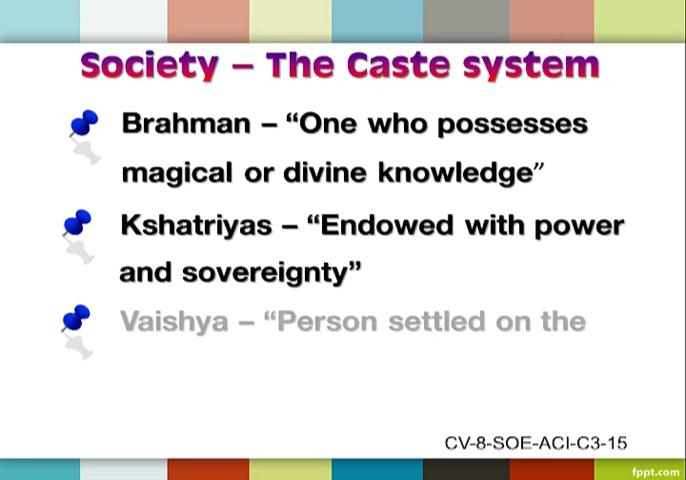 Society – The Caste system
Brahman – “One who possesses
magical or divine knowledge”
Kshatriyas – “Endowed with power
and sovereignty”
Vaishya – “Person settled on the
CV-8-SOE-ACI-C3-15
fppt.com